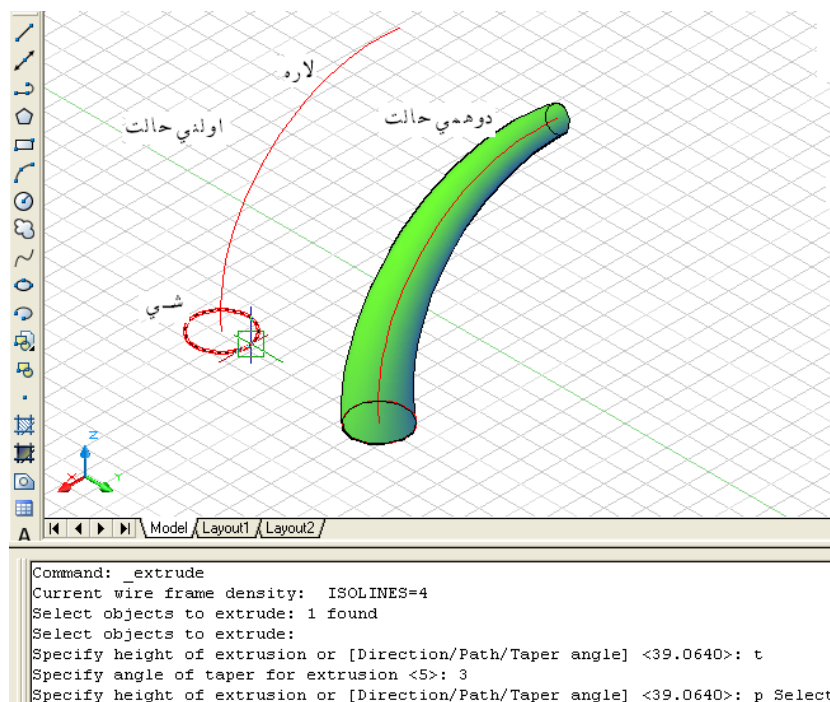 لاره
اولني حالت
دوهمي حالت
شي
X
Y
Z
A
Model Layout1 Layout2
Command: _extrude
Current wire frame density:  ISOLINES=4
Select objects to extrude: 1 found
Select objects to extrude:
Specify height of extrusion or [Direction/Path/Taper angle] <39.0640>: t
Specify angle of taper for extrusion <5>: 3
Specify height of extrusion or [Direction/Path/Taper angle] <39.0640>: p Select